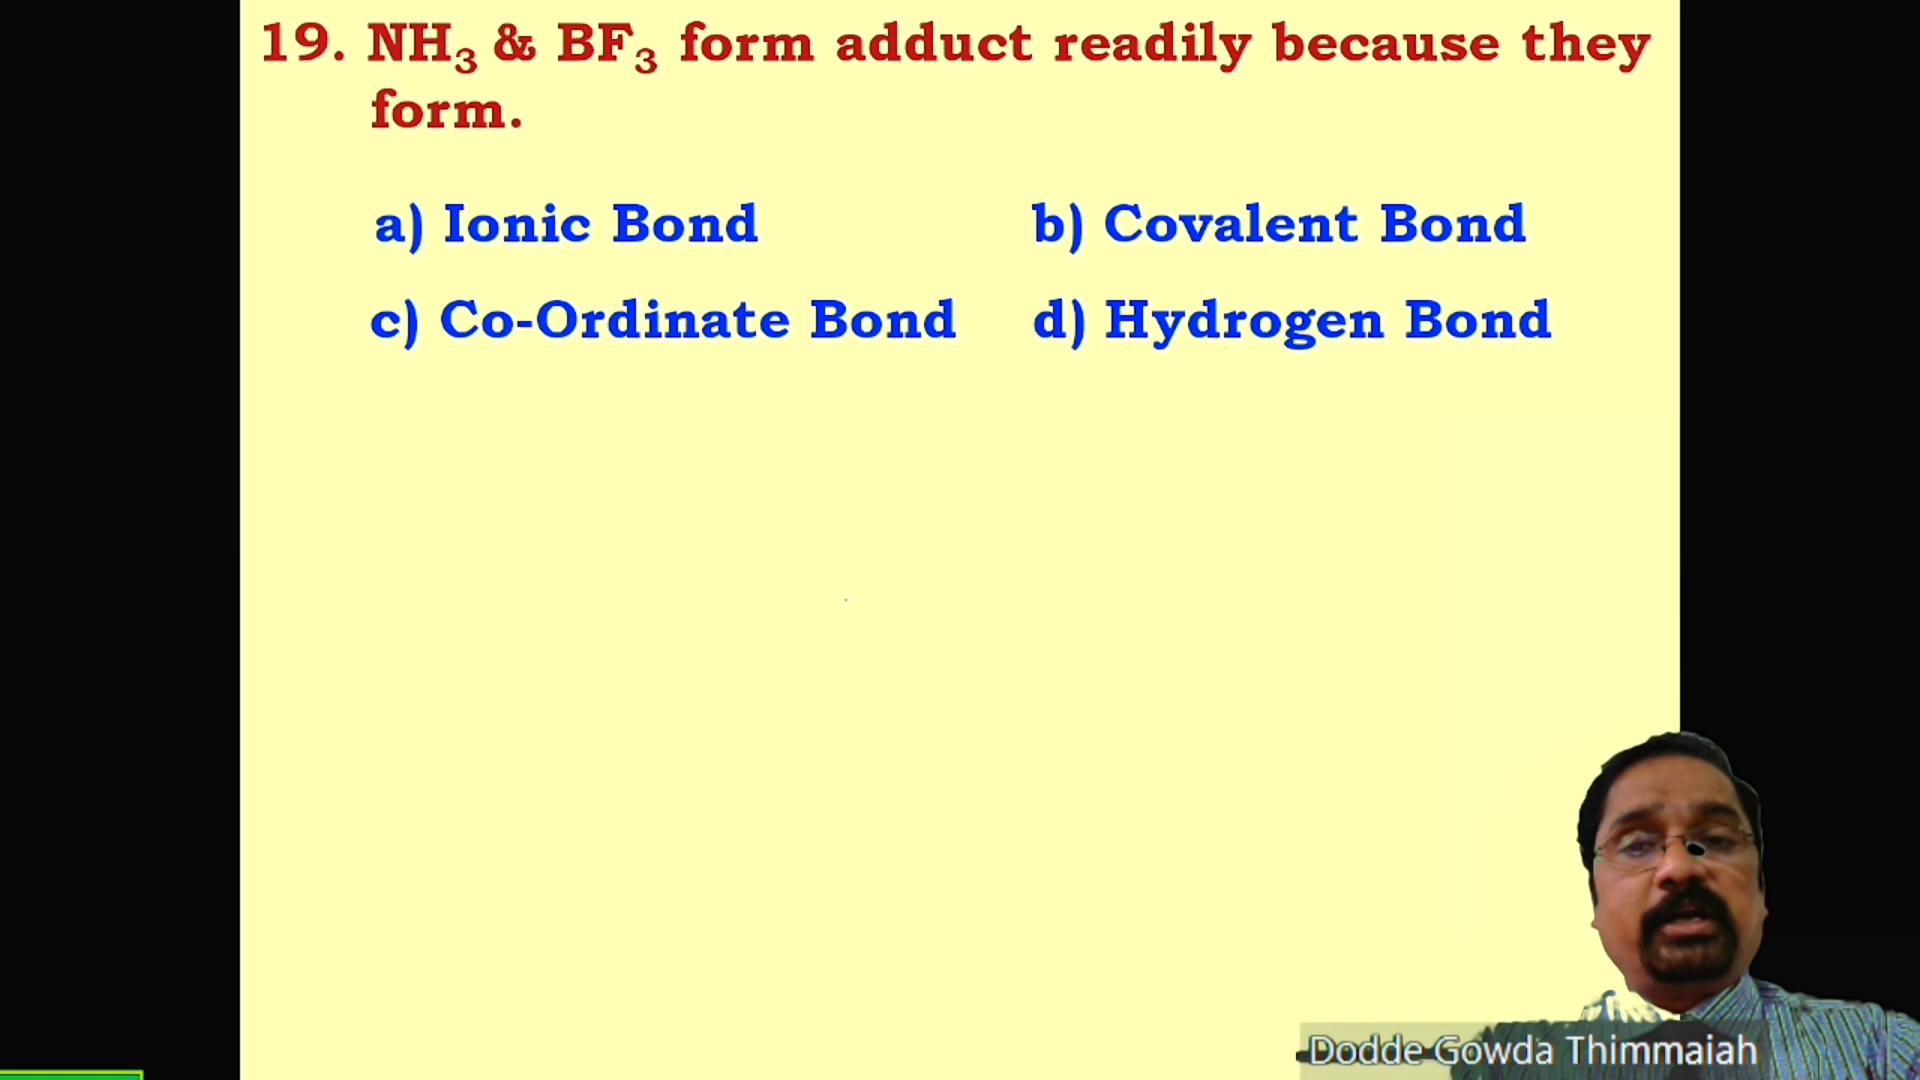 19. NH₃ & BF₃ form adduct readily because they
form.
a) Ionic Bond b) Covalent Bond
c) Co-Ordinate Bond d) Hydrogen Bond
Dodde Gowda Thimmaiah